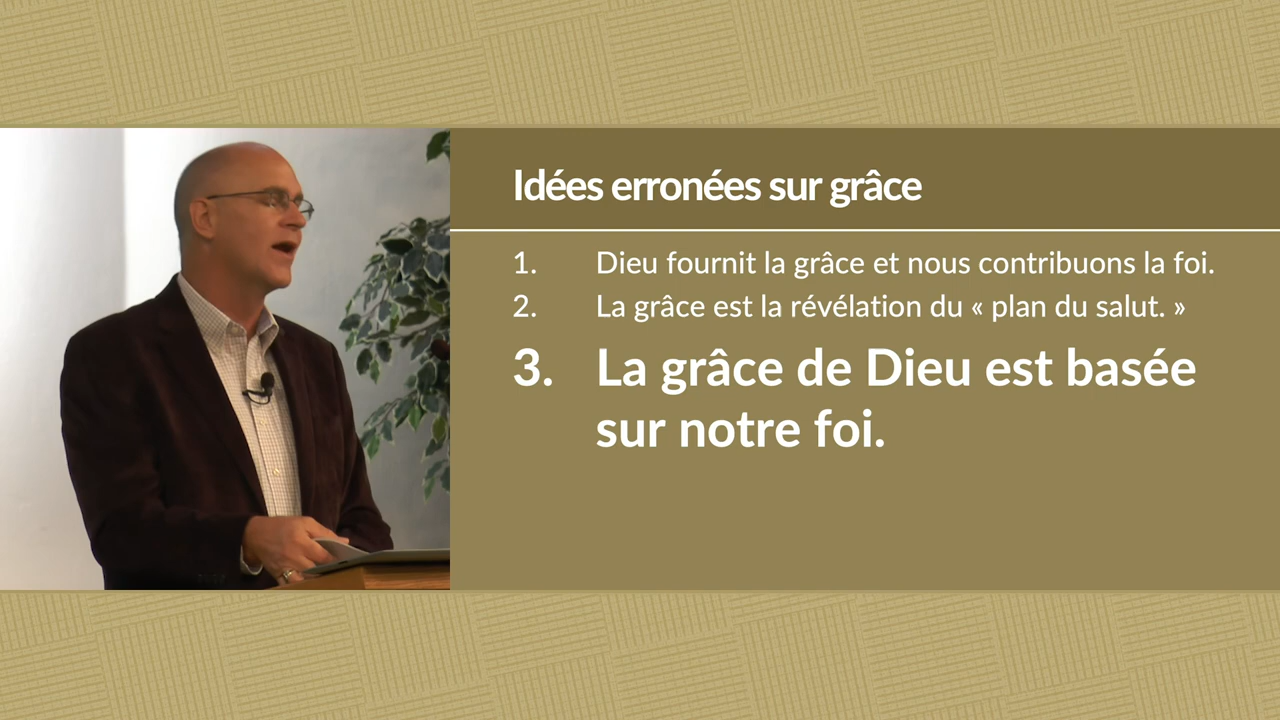 Idées erronées sur grâce
1. Dieu fournit la grâce et nous contribuons la foi.
2. La grâce est la révélation du « plan du salut. »
3. La grâce de Dieu est basée
sur notre foi.